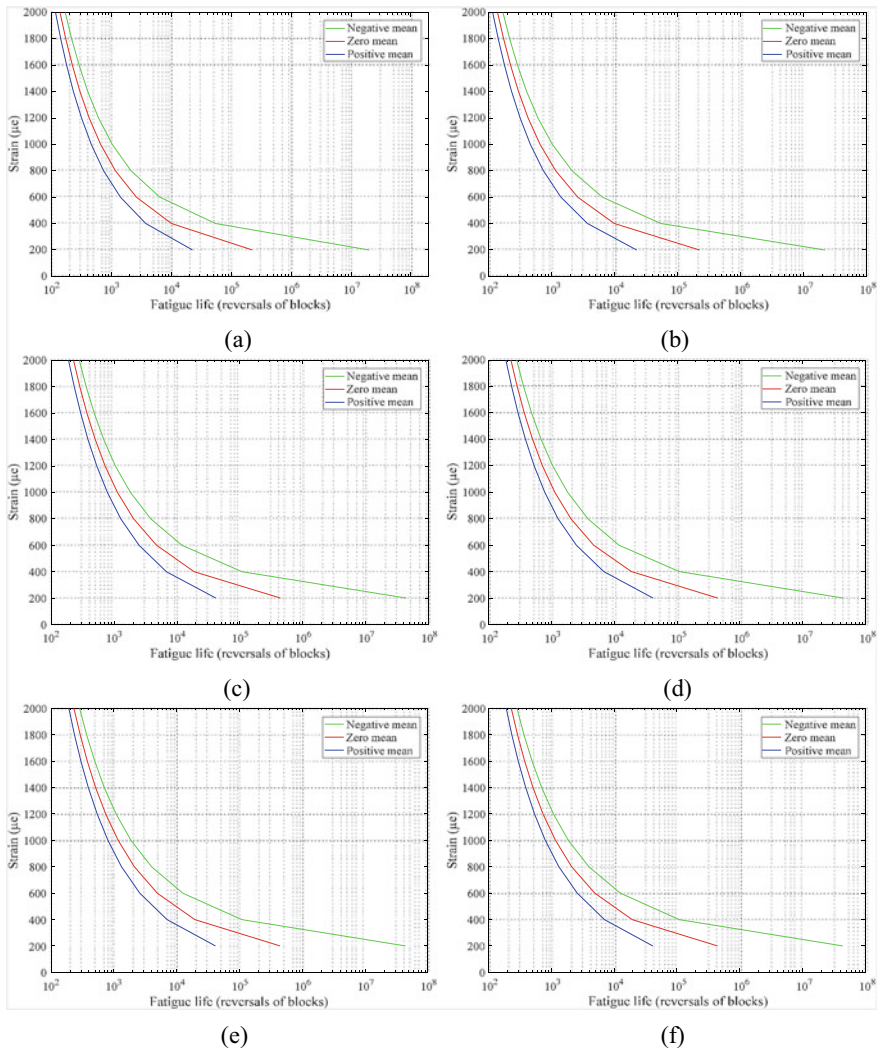 2000
1800
1600
1400
1200
1000
800
600
400
200
0
Strain (με)
10² 10³ 10⁴ 10⁵ 10⁶ 10⁷ 10⁸
Fatigue life (reversals of blocks)
Negative mean
Zero mean
Positive mean
(a)
2000
1800
1600
1400
1200
1000
800
600
400
200
0
Strain (με)
10² 10³ 10⁴ 10⁵ 10⁶ 10⁷ 10⁸
Fatigue life (reversals of blocks)
Negative mean
Zero mean
Positive mean
(b)
2000
1800
1600
1400
1200
1000
800
600
400
200
0
Strain (με)
10² 10³ 10⁴ 10⁵ 10⁶ 10⁷ 10⁸
Fatigue life (reversals of blocks)
Negative mean
Zero mean
Positive mean
(c)
2000
1800
1600
1400
1200
1000
800
600
400
200
0
Strain (με)
10² 10³ 10⁴ 10⁵ 10⁶ 10⁷ 10⁸
Fatigue life (reversals of blocks)
Negative mean
Zero mean
Positive mean
(d)
2000
1800
1600
1400
1200
1000
800
600
400
200
0
Strain (με)
10² 10³ 10⁴ 10⁵ 10⁶ 10⁷ 10⁸
Fatigue life (reversals of blocks)
Negative mean
Zero mean
Positive mean
(e)
2000
1800
1600
1400
1200
1000
800
600
400
200
0
Strain (με)
10² 10³ 10⁴ 10⁵ 10⁶ 10⁷ 10⁸
Fatigue life (reversals of blocks)
Negative mean
Zero mean
Positive mean
(f)